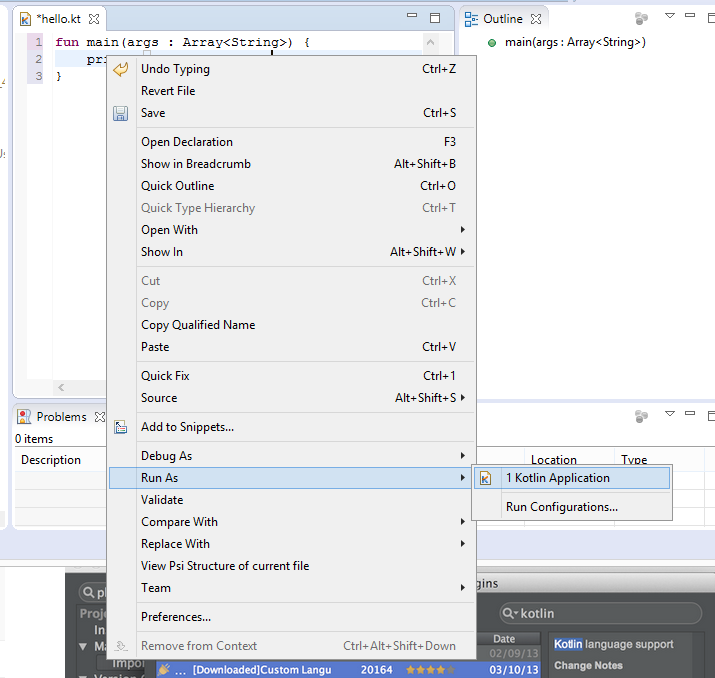 *hello.kt
Outline
1 fun main(args : Array<String>) {
2 pri
3 }
main(args : Array<String>)
Undo Typing Ctrl+Z
Revert File
Save Ctrl+S
Open Declaration F3
Show in Breadcrumb Alt+Shift+B
Quick Outline Ctrl+O
Quick Type Hierarchy Ctrl+T
Open With
Show In Alt+Shift+W
Cut Ctrl+X
Copy Ctrl+C
Copy Qualified Name
Paste Ctrl+V
Quick Fix Ctrl+1
Source Alt+Shift+S
Add to Snippets...
Debug As
Run As
Validate
Compare With
Replace With
View Psi Structure of current file
Team
Preferences...
Remove from Context Ctrl+Alt+Shift+Down
1 Kotlin Application
Run Configurations...
Problems
0 items
Description
Location
Type
gins
pl
Proje
In
Ma
Impor
kotlin
Date
02/09/13
... [Downloaded]Custom Langu 20164 03/10/13
Kotlin language support
Change Notes